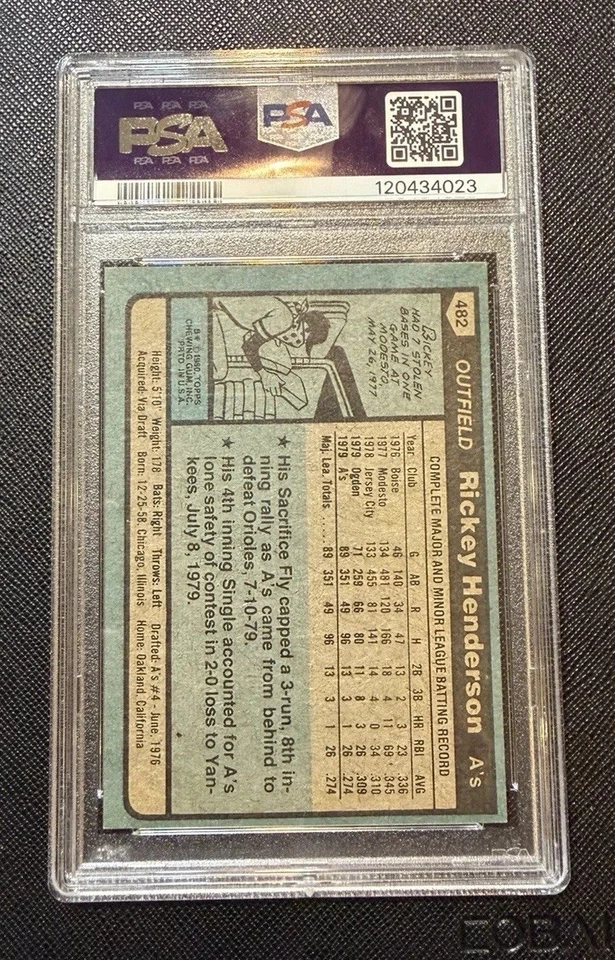 PSA PSA PSA
PSA
PSA PSA PSA
PSA
120434023
482 OUTFIELD Rickey Henderson A's
COMPLETE MAJOR AND MINOR LEAGUE BATTING RECORD
Year Club G AB R H 2B 3B HR RBI AVG
1976 Boise 46 140 34 47 13 2 3 23 .336
1977 Modesto 134 481 120 166 18 4 11 69 .345
1978 Jersey City 133 455 81 141 14 4 0 34 .310
1979 Ogden 71 259 66 80 11 8 3 26 .309
1979 A's 89 351 49 96 13 3 1 26 .274
Maj. Lea. Totals . . . . . 89 351 49 96 13 3 1 26 .274
RICKEY
HAD 7 STOLEN
BASES IN ONE
GAME AT
MODESTO,
MAY 26, 1977
© 1980 TOPPS
CHEWING GUM, INC.
PRTD. IN U.S.A.
★ His Sacrifice Fly capped a 3-run, 8th in-
ning rally as A's came from behind to
defeat Orioles, 7-10-79.
★ His 4th inning Single accounted for A's
lone safety of contest in 2-0 loss to Yan-
kees, July 8, 1979.
Height: 5'10" Weight: 178 Bats: Right Throws: Left Drafted: A's #4 - June, 1976
Acquired: Via Draft Born: 12-25-58, Chicago, Illinois Home: Oakland, California
PSA